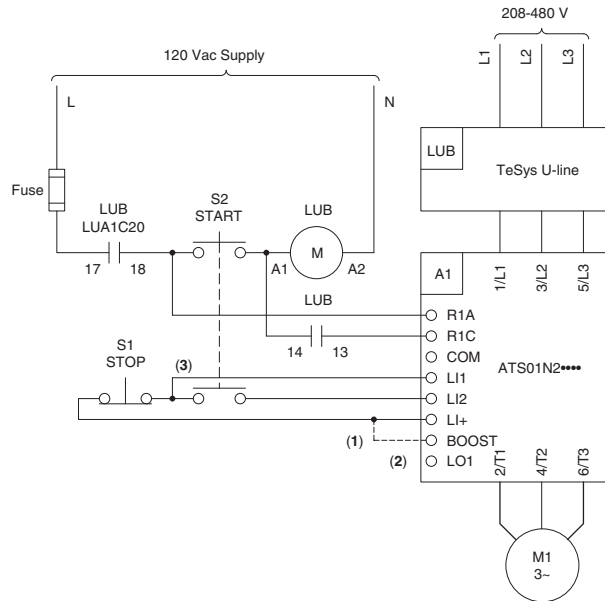 208-480 V
L1
L2
L3
120 Vac Supply
L
N
LUB
TeSys U-line
Fuse
S2
START
LUB
LUA1C20
LUB
M
17
18
A1
A2
A1
1/L1
3/L2
5/L3
LUB
14
13
R1A
R1C
COM
LI1
LI2
LI+
BOOST
LO1
ATS01N2••••
S1
STOP
(3)
(1)
(2)
2/T1
4/T2
6/T3
M1
3~